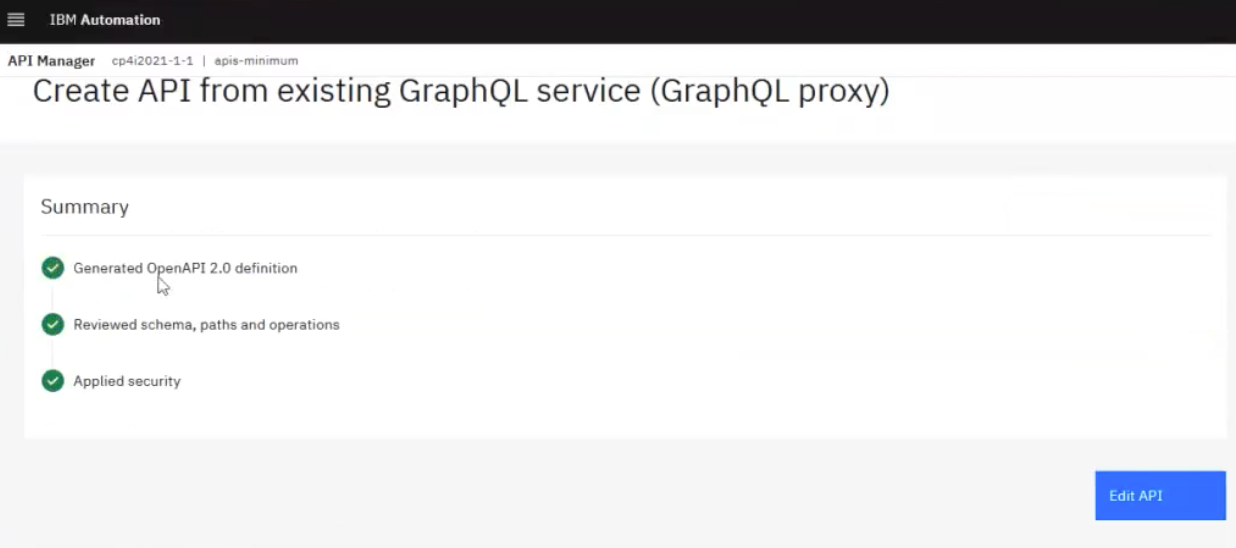 IBM Automation
API Manager cp4i2021-1-1 | apis-minimum
Create API from existing GraphQL service (GraphQL proxy)
Summary
Generated OpenAPI 2.0 definition
Reviewed schema, paths and operations
Applied security
Edit API